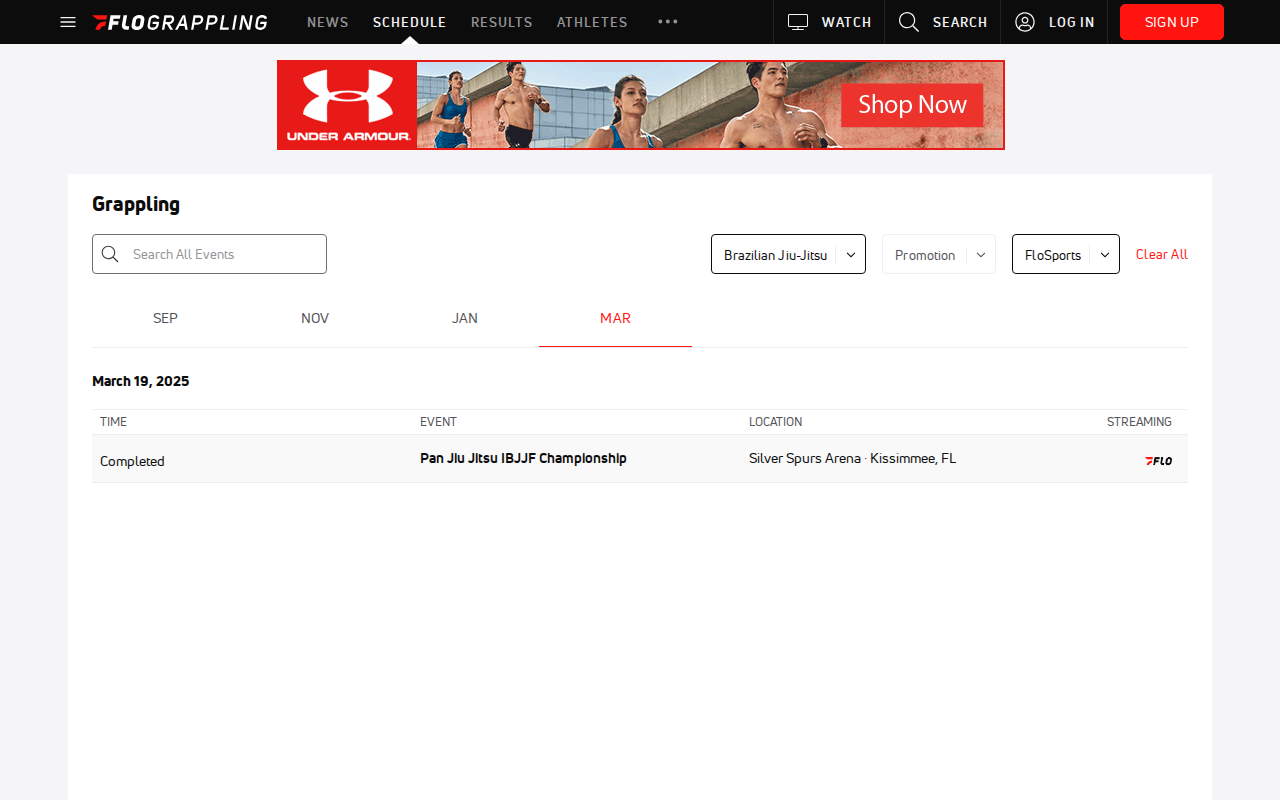 FLOGRAPPLING
NEWS
SCHEDULE
RESULTS
ATHLETES
WATCH
SEARCH
LOG IN
SIGN UP
UNDER ARMOUR.
Shop Now
Grappling
Search All Events
Brazilian Jiu-Jitsu
Promotion
FloSports
Clear All
SEP
NOV
JAN
MAR
March 19, 2025
TIME
EVENT
LOCATION
STREAMING
Completed
Pan Jiu Jitsu IBJJF Championship
Silver Spurs Arena · Kissimmee, FL
FLO